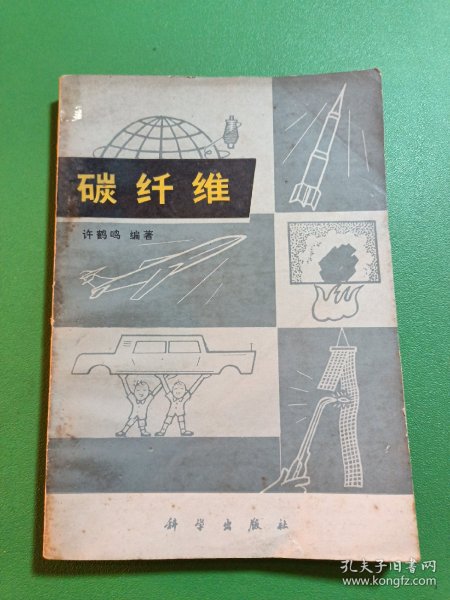 碳纤维
许鹤鸣 编著
科学出版社
孔夫子旧书网
www.kongfz.com